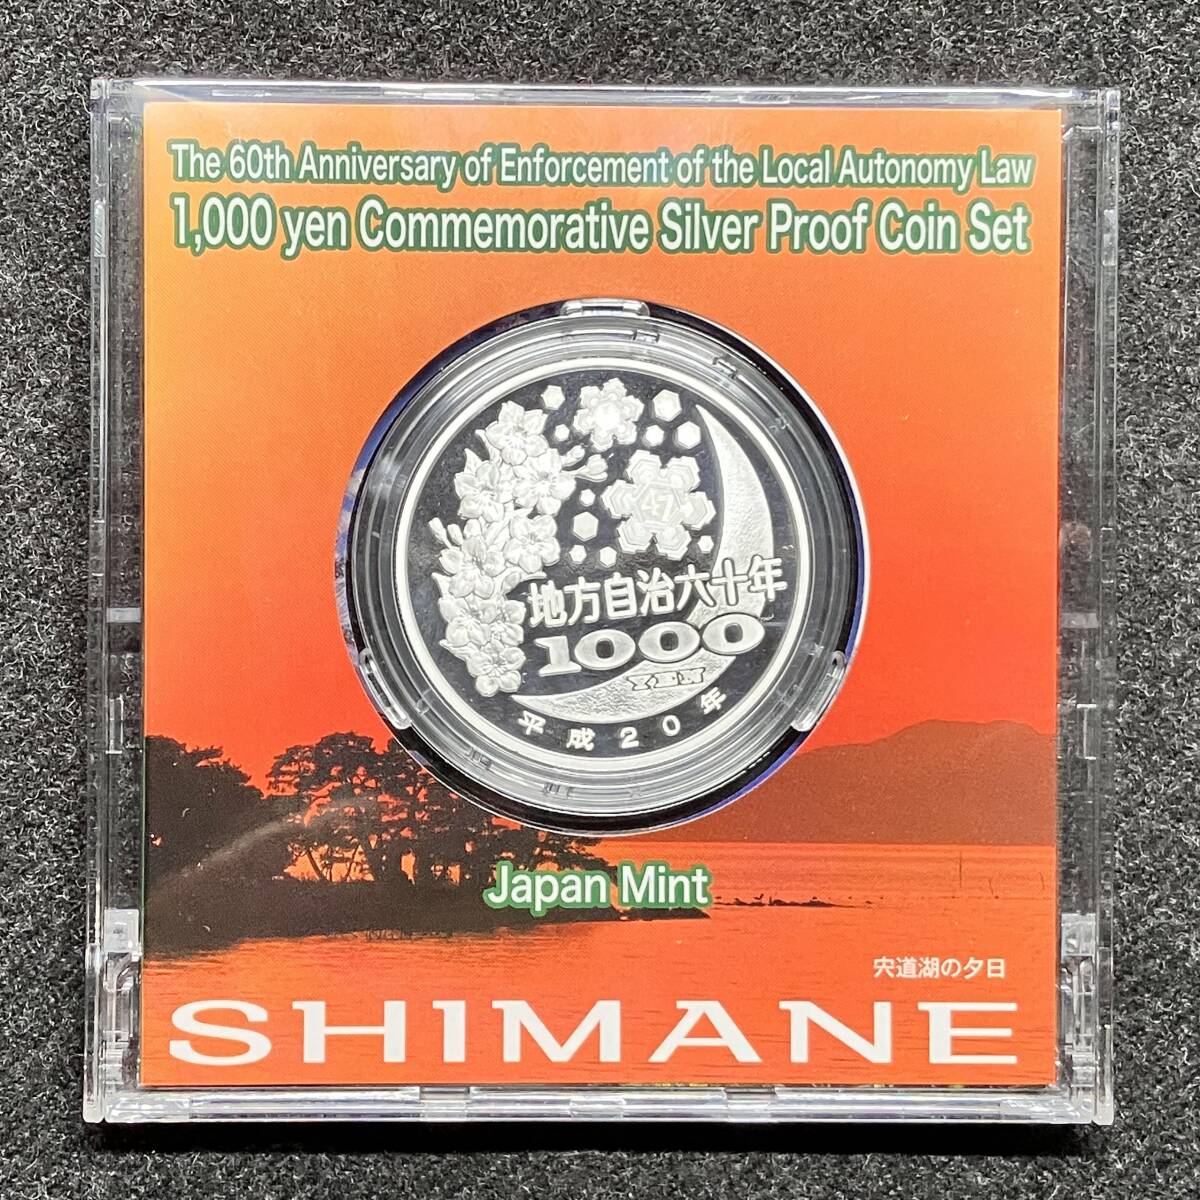 The 60th Anniversary of Enforcement of the Local Autonomy Law
1,000 yen Commemorative Silver Proof Coin Set
47
地方自治六十年
1000
YEN
平成20年
Japan Mint
宍道湖の夕日
SHIMANE